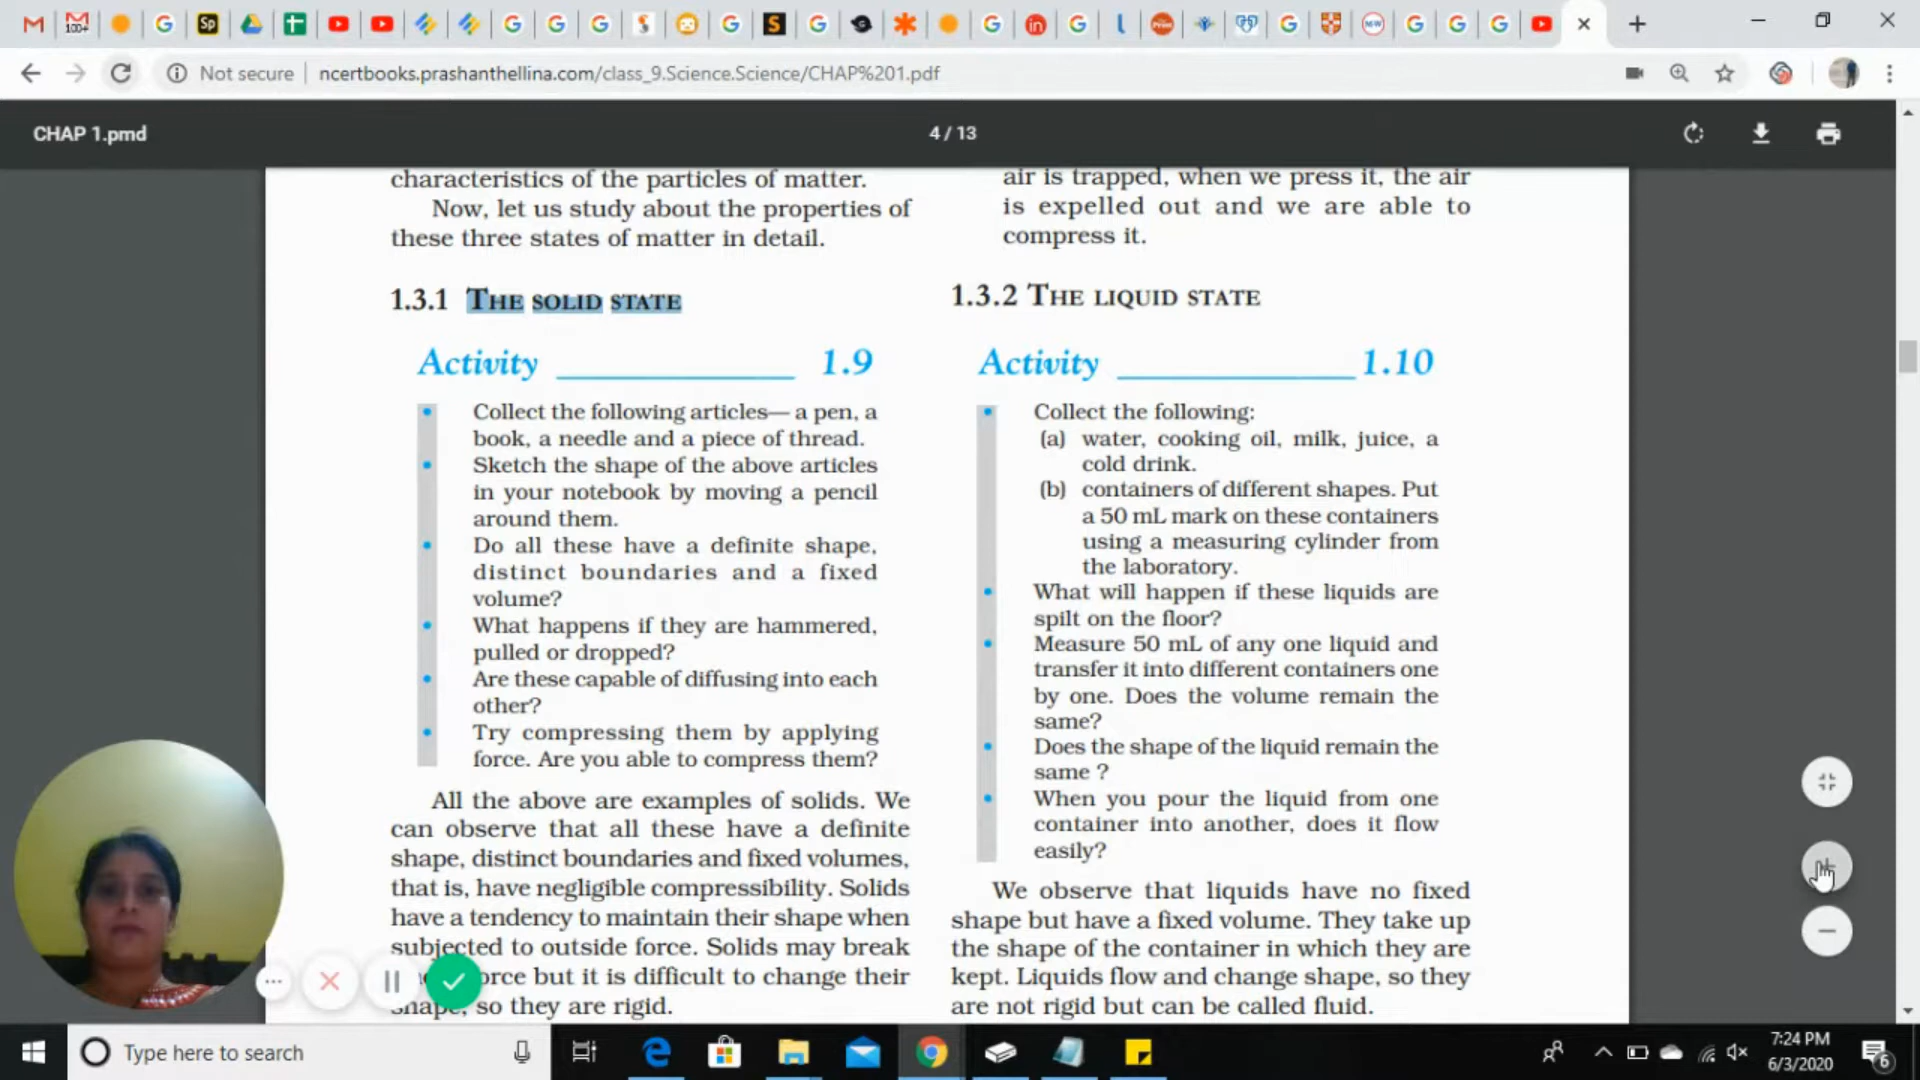 Not secure
ncertbooks.prashanthellina.com/class_9.Science.Science/CHAP%201.pdf
CHAP 1.pmd
4 / 13
characteristics of the particles of matter.
Now, let us study about the properties of
these three states of matter in detail.
1.3.1 THE SOLID STATE
Activity 1.9
• Collect the following articles— a pen, a
book, a needle and a piece of thread.
• Sketch the shape of the above articles
in your notebook by moving a pencil
around them.
• Do all these have a definite shape,
distinct boundaries and a fixed
volume?
• What happens if they are hammered,
pulled or dropped?
• Are these capable of diffusing into each
other?
• Try compressing them by applying
force. Are you able to compress them?
All the above are examples of solids. We
can observe that all these have a definite
shape, distinct boundaries and fixed volumes,
that is, have negligible compressibility. Solids
have a tendency to maintain their shape when
subjected to outside force. Solids may break
force but it is difficult to change their
shape, so they are rigid.
air is trapped, when we press it, the air
is expelled out and we are able to
compress it.
1.3.2 THE LIQUID STATE
Activity 1.10
• Collect the following:
(a) water, cooking oil, milk, juice, a
cold drink.
(b) containers of different shapes. Put
a 50 mL mark on these containers
using a measuring cylinder from
the laboratory.
• What will happen if these liquids are
spilt on the floor?
• Measure 50 mL of any one liquid and
transfer it into different containers one
by one. Does the volume remain the
same?
• Does the shape of the liquid remain the
same ?
• When you pour the liquid from one
container into another, does it flow
easily?
We observe that liquids have no fixed
shape but have a fixed volume. They take up
the shape of the container in which they are
kept. Liquids flow and change shape, so they
are not rigid but can be called fluid.
Type here to search
7:24 PM
6/3/2020
6